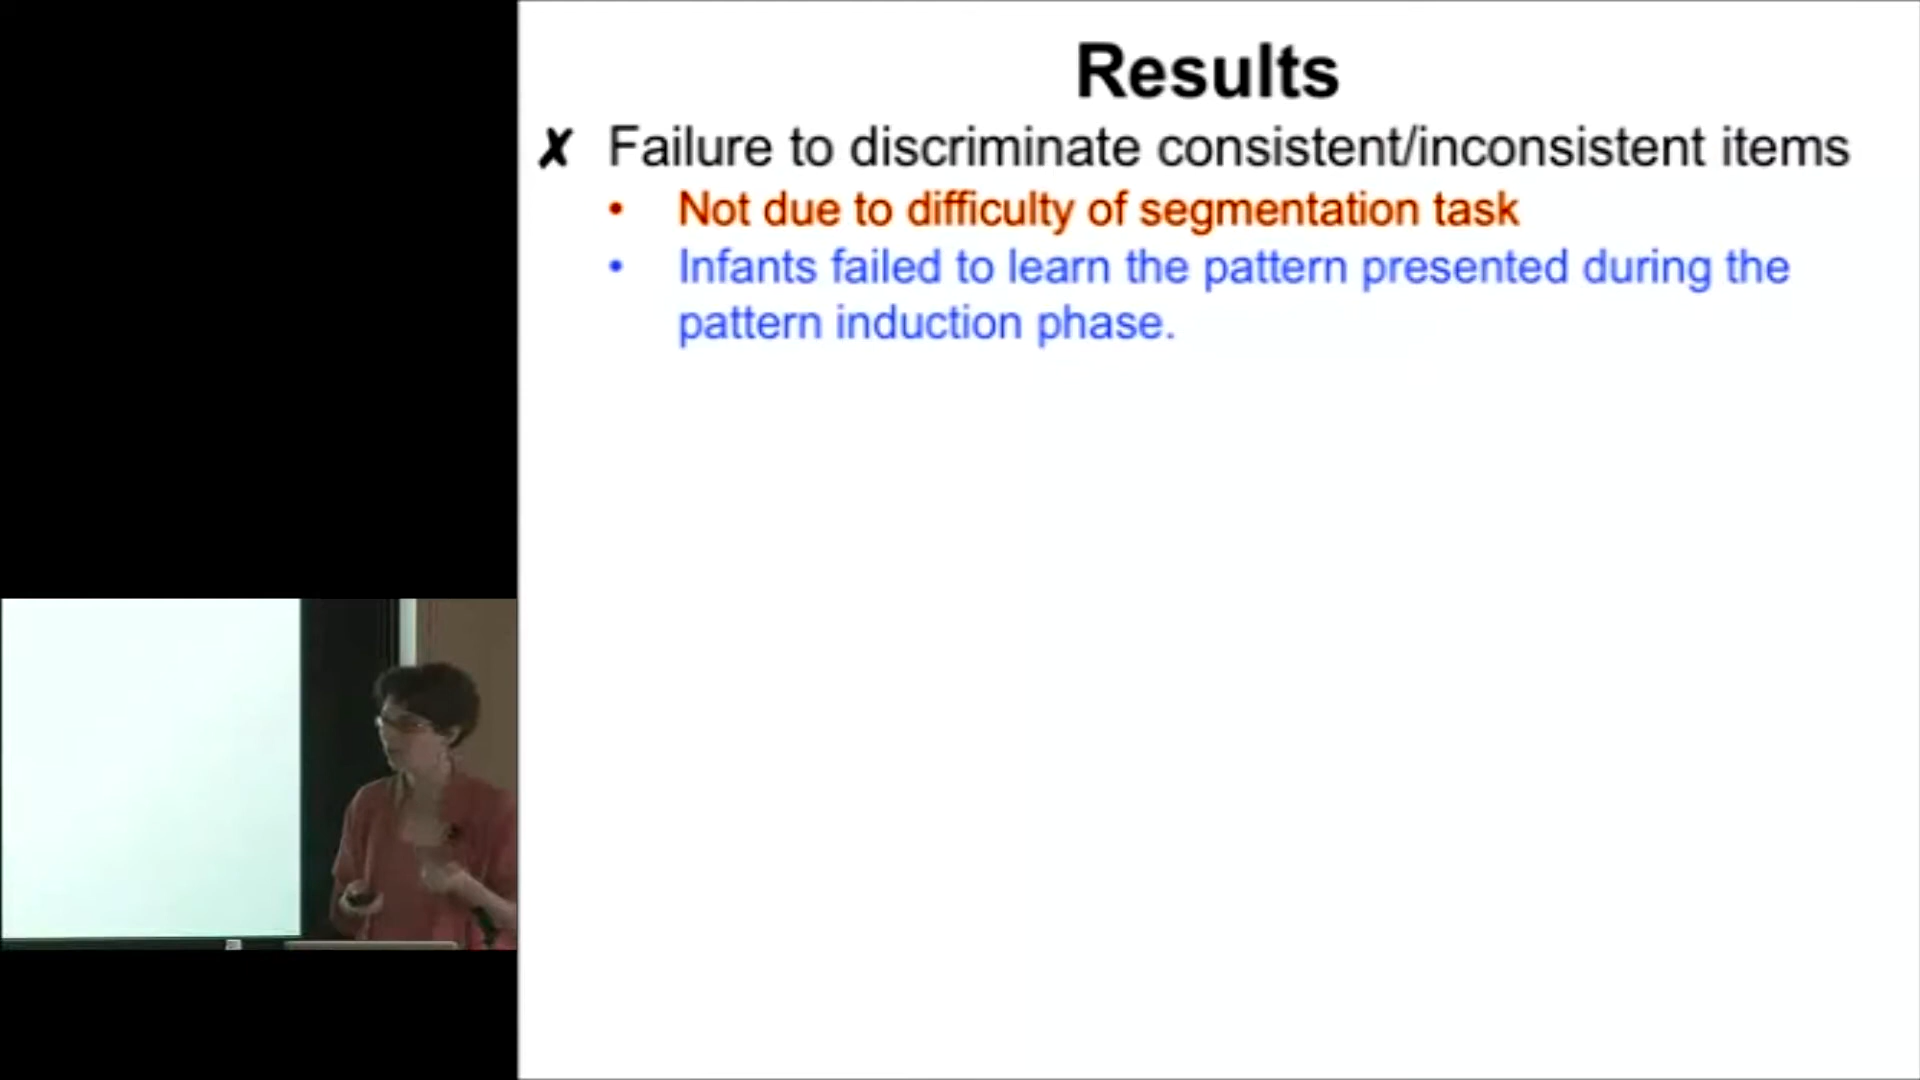 Results
✗ Failure to discriminate consistent/inconsistent items
• Not due to difficulty of segmentation task
• Infants failed to learn the pattern presented during the
pattern induction phase.